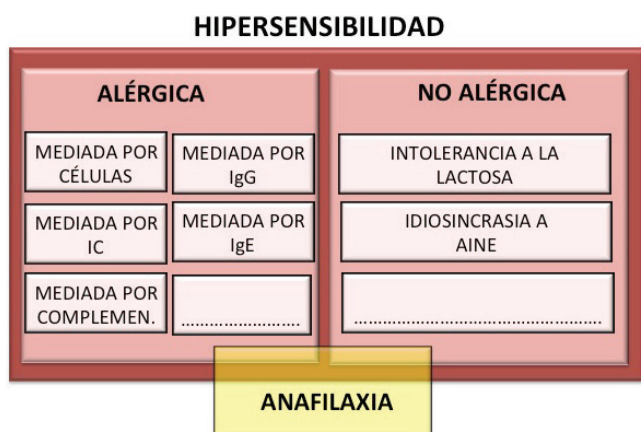 HIPERSENSIBILIDAD
ALÉRGICA
MEDIADA POR
CÉLULAS
MEDIADA POR
IgG
MEDIADA POR
IC
MEDIADA POR
IgE
MEDIADA POR
COMPLEMEN.
........................
NO ALÉRGICA
INTOLERANCIA A LA
LACTOSA
IDIOSINCRASIA A
AINE
..................................................
ANAFILAXIA